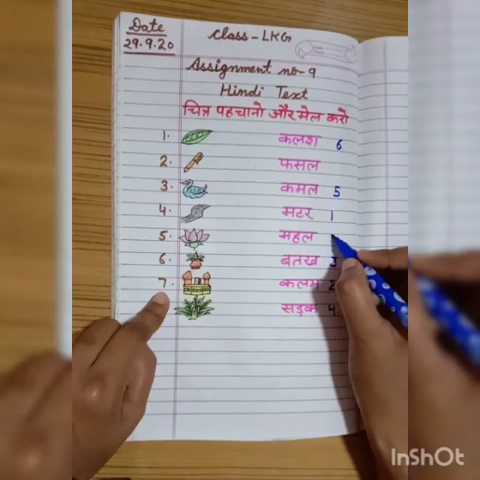 Date
29.9.20
Class - LKG
Assignment no-9
Hindi Text
चित्र पहचानो और मेल करो
1. कलश 6
2. फसल
3. कमल 5
4. मटर 1
5. महल
6. बतख 3
7. कलम 2
सड़क 4
InShOt